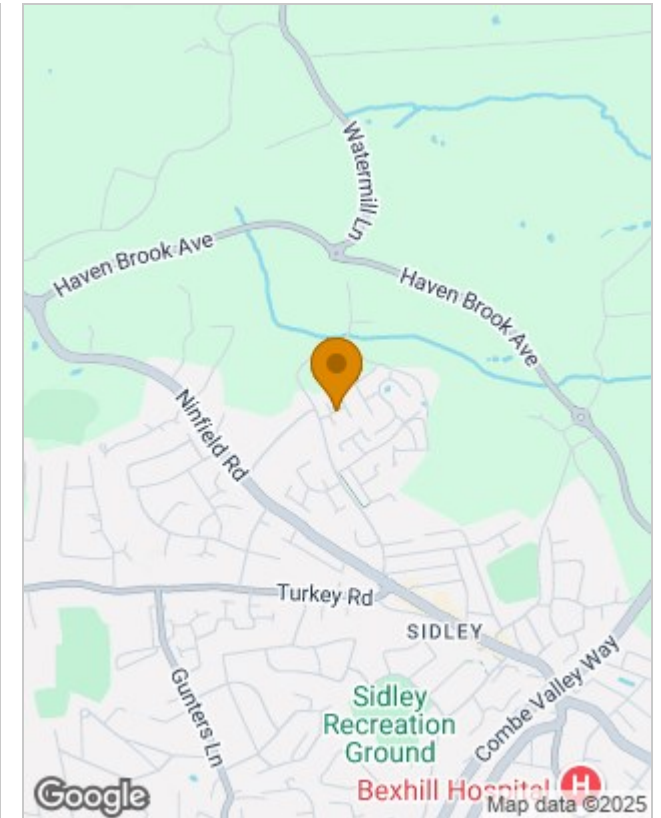 Watermill Ln
Haven Brook Ave
Haven Brook Ave
Ninfield Rd
Turkey Rd
SIDLEY
Gunters Ln
Combe Valley Way
Sidley
Recreation
Ground
Bexhill Hospital
H
Google
Map data ©2025